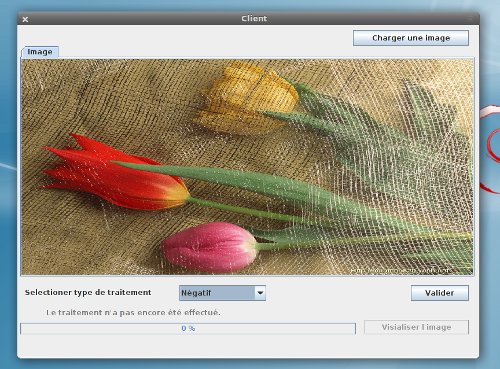 Client
Charger une image
Image
Selectioner type de traitement
Négatif
Valider
Le traitement n'a pas encore été effectué.
0 %
Visialiser l image